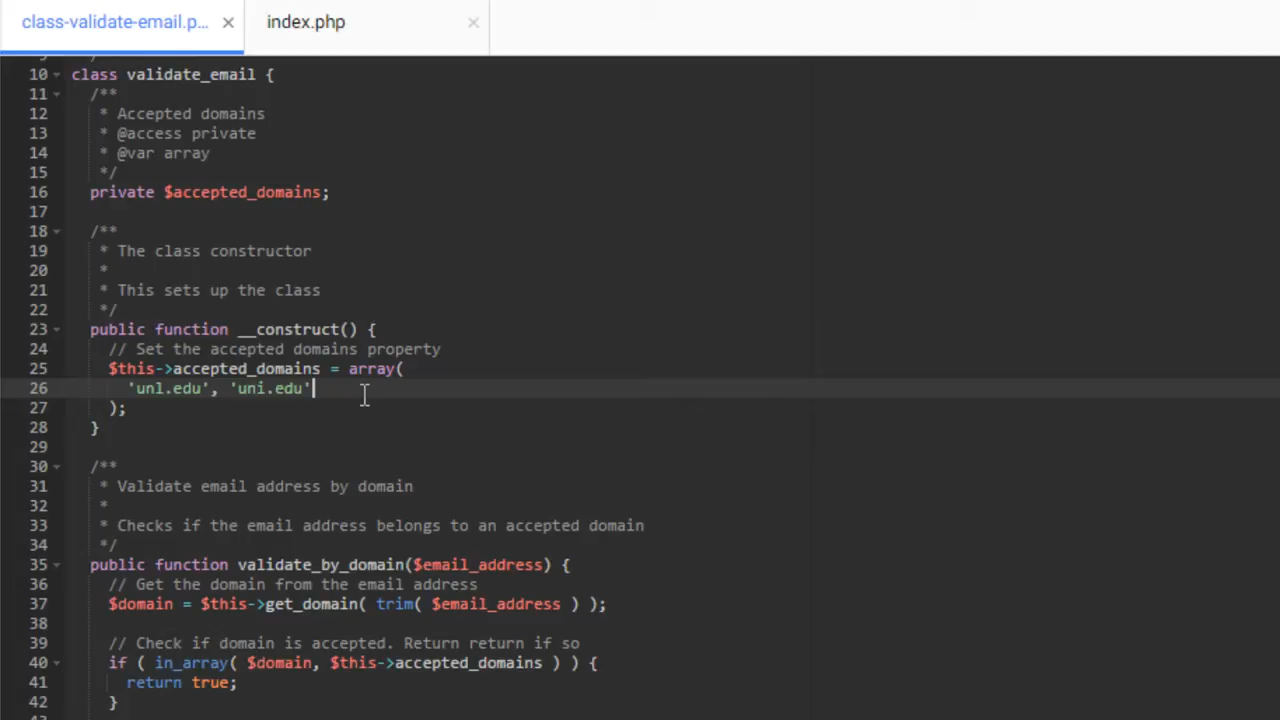 class-validate-email.p... × index.php ×
10 class validate_email {
11 /**
12 * Accepted domains
13 * @access private
14 * @var array
15 */
16 private $accepted_domains;
17
18 /**
19 * The class constructor
20 *
21 * This sets up the class
22 */
23 public function __construct() {
24 // Set the accepted domains property
25 $this->accepted_domains = array(
26 'unl.edu', 'uni.edu'
27 );
28 }
29
30 /**
31 * Validate email address by domain
32 *
33 * Checks if the email address belongs to an accepted domain
34 */
35 public function validate_by_domain($email_address) {
36 // Get the domain from the email address
37 $domain = $this->get_domain( trim( $email_address ) );
38
39 // Check if domain is accepted. Return return if so
40 if ( in_array( $domain, $this->accepted_domains ) ) {
41 return true;
42 }